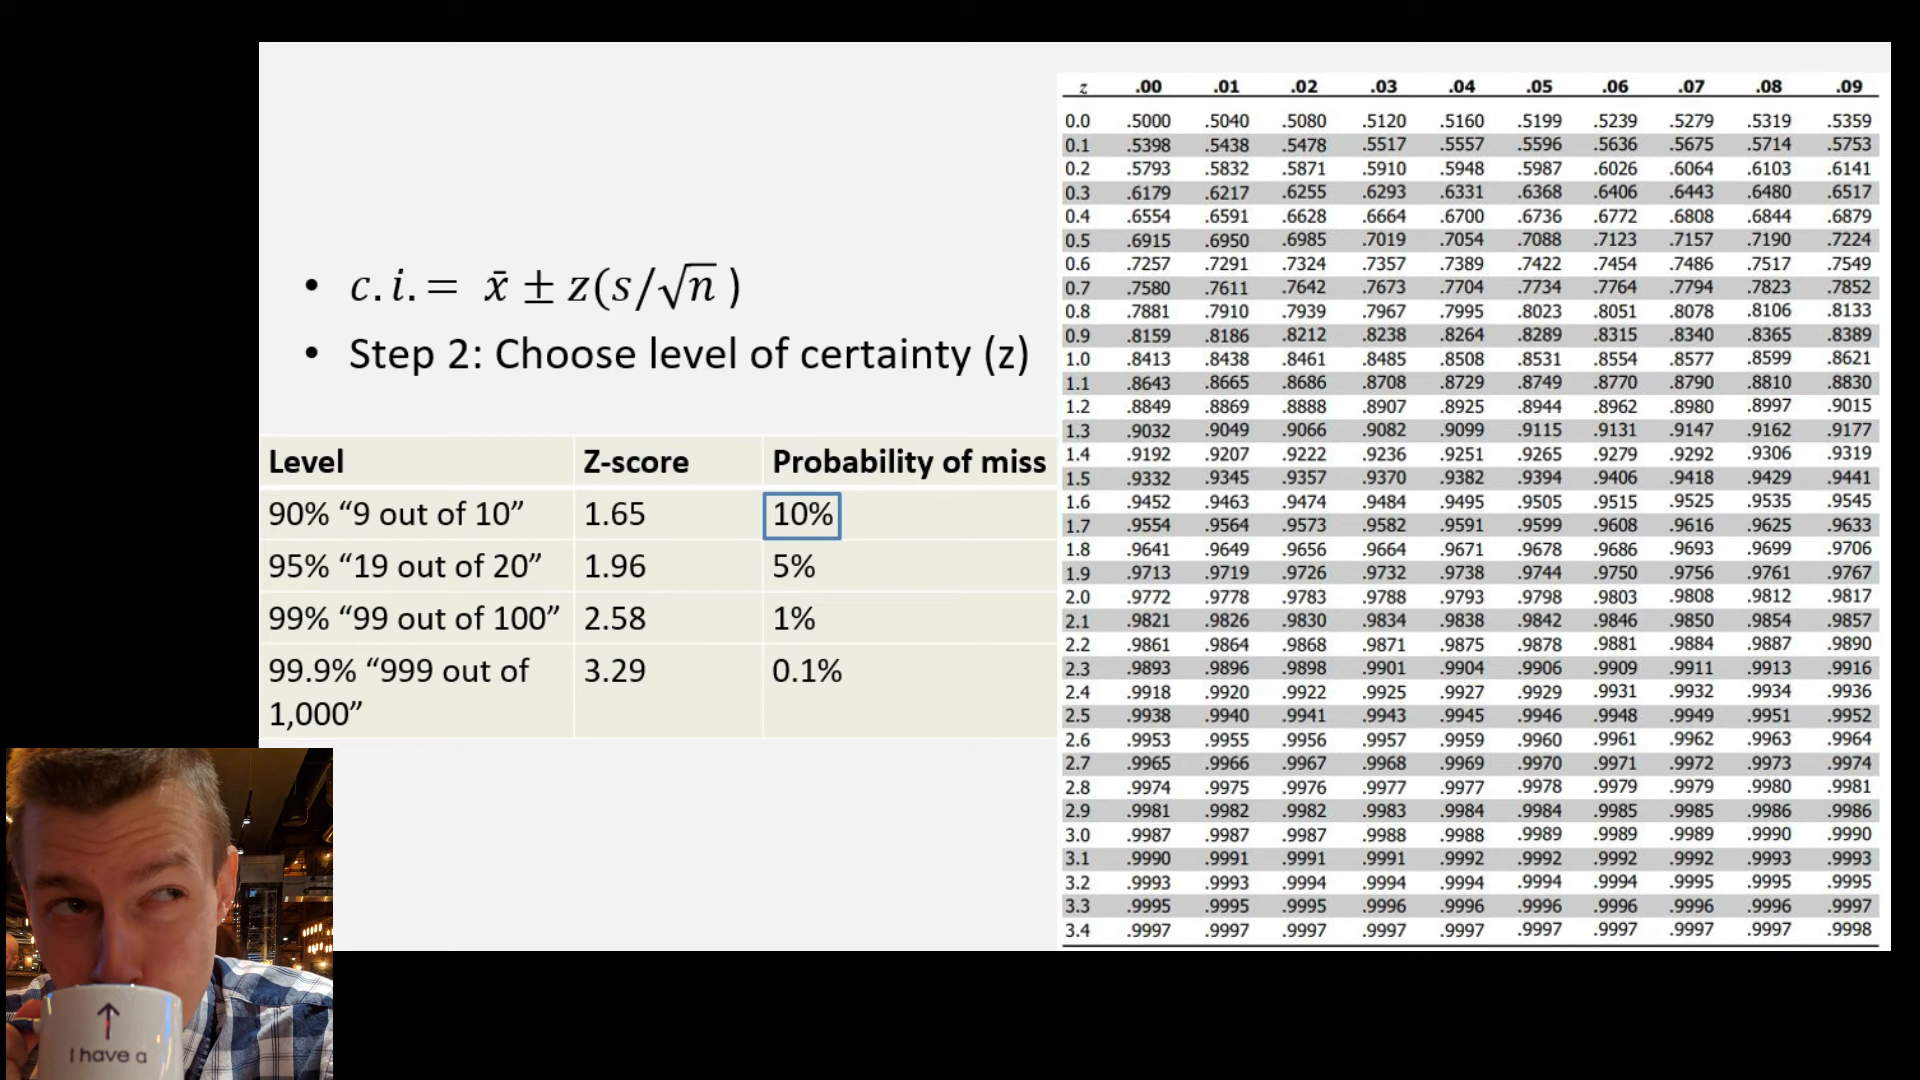 c.i.= x̄ ± z(s/√n )
Step 2: Choose level of certainty (z)
Level Z-score Probability of miss
90% “9 out of 10” 1.65 10%
95% “19 out of 20” 1.96 5%
99% “99 out of 100” 2.58 1%
99.9% “999 out of 3.29 0.1%
1,000”
z .00 .01 .02 .03 .04 .05 .06 .07 .08 .09
0.0 .5000 .5040 .5080 .5120 .5160 .5199 .5239 .5279 .5319 .5359
0.1 .5398 .5438 .5478 .5517 .5557 .5596 .5636 .5675 .5714 .5753
0.2 .5793 .5832 .5871 .5910 .5948 .5987 .6026 .6064 .6103 .6141
0.3 .6179 .6217 .6255 .6293 .6331 .6368 .6406 .6443 .6480 .6517
0.4 .6554 .6591 .6628 .6664 .6700 .6736 .6772 .6808 .6844 .6879
0.5 .6915 .6950 .6985 .7019 .7054 .7088 .7123 .7157 .7190 .7224
0.6 .7257 .7291 .7324 .7357 .7389 .7422 .7454 .7486 .7517 .7549
0.7 .7580 .7611 .7642 .7673 .7704 .7734 .7764 .7794 .7823 .7852
0.8 .7881 .7910 .7939 .7967 .7995 .8023 .8051 .8078 .8106 .8133
0.9 .8159 .8186 .8212 .8238 .8264 .8289 .8315 .8340 .8365 .8389
1.0 .8413 .8438 .8461 .8485 .8508 .8531 .8554 .8577 .8599 .8621
1.1 .8643 .8665 .8686 .8708 .8729 .8749 .8770 .8790 .8810 .8830
1.2 .8849 .8869 .8888 .8907 .8925 .8944 .8962 .8980 .8997 .9015
1.3 .9032 .9049 .9066 .9082 .9099 .9115 .9131 .9147 .9162 .9177
1.4 .9192 .9207 .9222 .9236 .9251 .9265 .9279 .9292 .9306 .9319
1.5 .9332 .9345 .9357 .9370 .9382 .9394 .9406 .9418 .9429 .9441
1.6 .9452 .9463 .9474 .9484 .9495 .9505 .9515 .9525 .9535 .9545
1.7 .9554 .9564 .9573 .9582 .9591 .9599 .9608 .9616 .9625 .9633
1.8 .9641 .9649 .9656 .9664 .9671 .9678 .9686 .9693 .9699 .9706
1.9 .9713 .9719 .9726 .9732 .9738 .9744 .9750 .9756 .9761 .9767
2.0 .9772 .9778 .9783 .9788 .9793 .9798 .9803 .9808 .9812 .9817
2.1 .9821 .9826 .9830 .9834 .9838 .9842 .9846 .9850 .9854 .9857
2.2 .9861 .9864 .9868 .9871 .9875 .9878 .9881 .9884 .9887 .9890
2.3 .9893 .9896 .9898 .9901 .9904 .9906 .9909 .9911 .9913 .9916
2.4 .9918 .9920 .9922 .9925 .9927 .9929 .9931 .9932 .9934 .9936
2.5 .9938 .9940 .9941 .9943 .9945 .9946 .9948 .9949 .9951 .9952
2.6 .9953 .9955 .9956 .9957 .9959 .9960 .9961 .9962 .9963 .9964
2.7 .9965 .9966 .9967 .9968 .9969 .9970 .9971 .9972 .9973 .9974
2.8 .9974 .9975 .9976 .9977 .9977 .9978 .9979 .9979 .9980 .9981
2.9 .9981 .9982 .9982 .9983 .9984 .9984 .9985 .9985 .9986 .9986
3.0 .9987 .9987 .9987 .9988 .9988 .9989 .9989 .9989 .9990 .9990
3.1 .9990 .9991 .9991 .9991 .9992 .9992 .9992 .9992 .9993 .9993
3.2 .9993 .9993 .9994 .9994 .9994 .9994 .9994 .9995 .9995 .9995
3.3 .9995 .9995 .9995 .9996 .9996 .9996 .9996 .9996 .9996 .9997
3.4 .9997 .9997 .9997 .9997 .9997 .9997 .9997 .9997 .9997 .9998
I have a